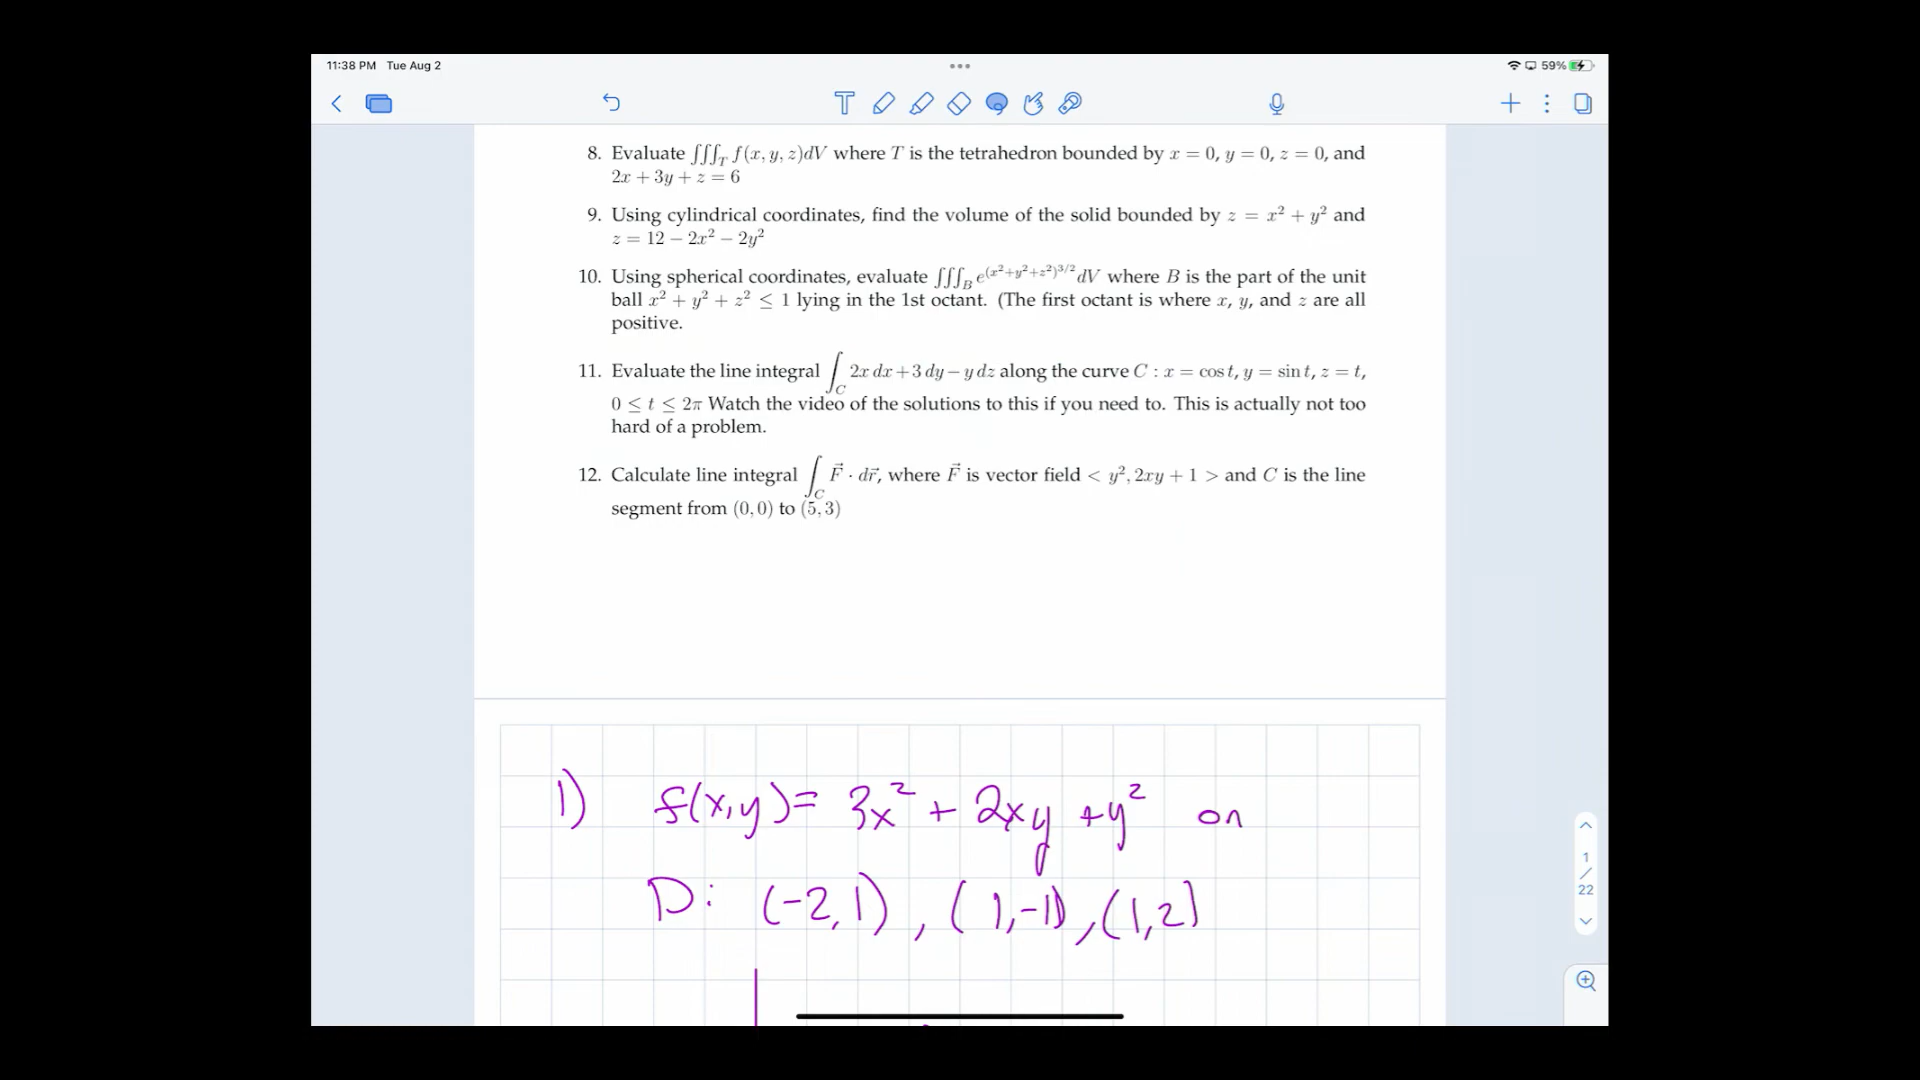 11:38 PM Tue Aug 2
59%
8. Evaluate ∭_T f(x, y, z)dV where T is the tetrahedron bounded by x = 0, y = 0, z = 0, and
2x + 3y + z = 6
9. Using cylindrical coordinates, find the volume of the solid bounded by z = x² + y² and
z = 12 − 2x² − 2y²
10. Using spherical coordinates, evaluate ∭_B e^{(x²+y²+z²)^{3/2}} dV where B is the part of the unit
ball x² + y² + z² ≤ 1 lying in the 1st octant. (The first octant is where x, y, and z are all
positive.
11. Evaluate the line integral ∫_C 2x dx + 3 dy − y dz along the curve C : x = cos t, y = sin t, z = t,
0 ≤ t ≤ 2π Watch the video of the solutions to this if you need to. This is actually not too
hard of a problem.
12. Calculate line integral ∫_C F⃗ · dr⃗, where F⃗ is vector field < y², 2xy + 1 > and C is the line
segment from (0, 0) to (5, 3)
1) f(x,y) = 3x² + 2xy + y² on
D: (-2,1), (1,-1), (1,2)
1
/
22